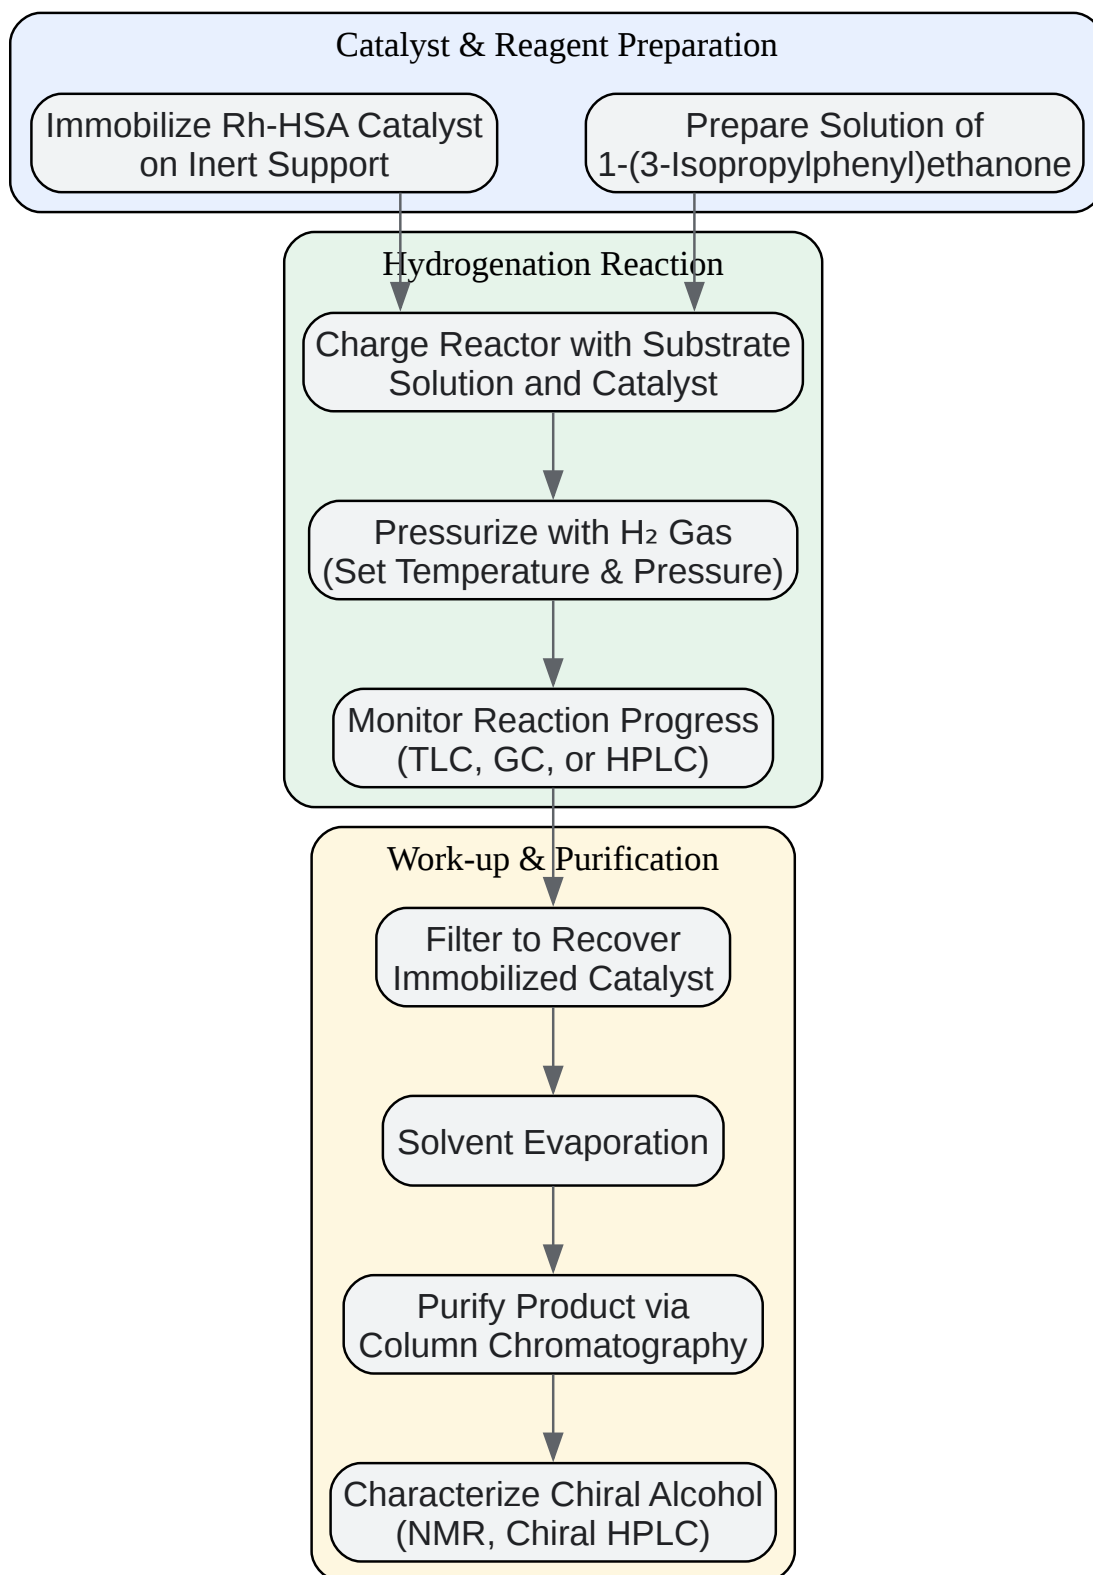 Catalyst & Reagent Preparation
Immobilize Rh-HSA Catalyst
on Inert Support
Prepare Solution of
1-(3-Isopropylphenyl)ethanone
Hydrogenation Reaction
Charge Reactor with Substrate
Solution and Catalyst
Pressurize with H₂ Gas
(Set Temperature & Pressure)
Monitor Reaction Progress
(TLC, GC, or HPLC)
Work-up & Purification
Filter to Recover
Immobilized Catalyst
Solvent Evaporation
Purify Product via
Column Chromatography
Characterize Chiral Alcohol
(NMR, Chiral HPLC)